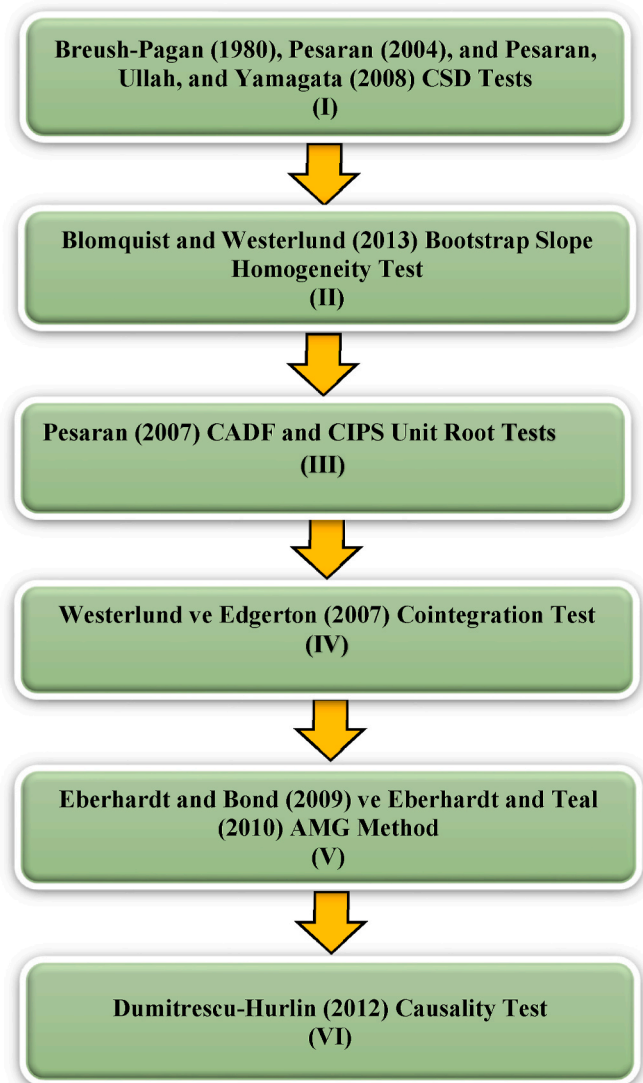 Breush-Pagan (1980), Pesaran (2004), and Pesaran,
Ullah, and Yamagata (2008) CSD Tests
(I)
Blomquist and Westerlund (2013) Bootstrap Slope
Homogeneity Test
(II)
Pesaran (2007) CADF and CIPS Unit Root Tests
(III)
Westerlund ve Edgerton (2007) Cointegration Test
(IV)
Eberhardt and Bond (2009) ve Eberhardt and Teal
(2010) AMG Method
(V)
Dumitrescu-Hurlin (2012) Causality Test
(VI)